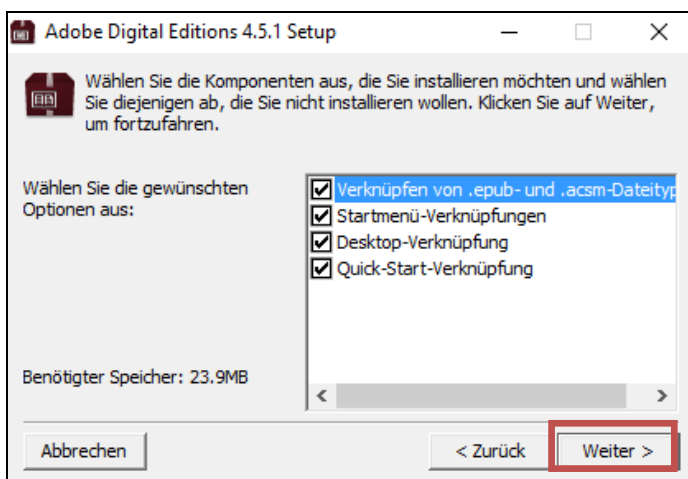 Adobe Digital Editions 4.5.1 Setup
Wählen Sie die Komponenten aus, die Sie installieren möchten und wählen
Sie diejenigen ab, die Sie nicht installieren wollen. Klicken Sie auf Weiter,
um fortzufahren.
Wählen Sie die gewünschten
Optionen aus:
Verknüpfen von .epub- und .acsm-Dateityp
Startmenü-Verknüpfungen
Desktop-Verknüpfung
Quick-Start-Verknüpfung
Benötigter Speicher: 23.9MB
Abbrechen
< Zurück
Weiter >